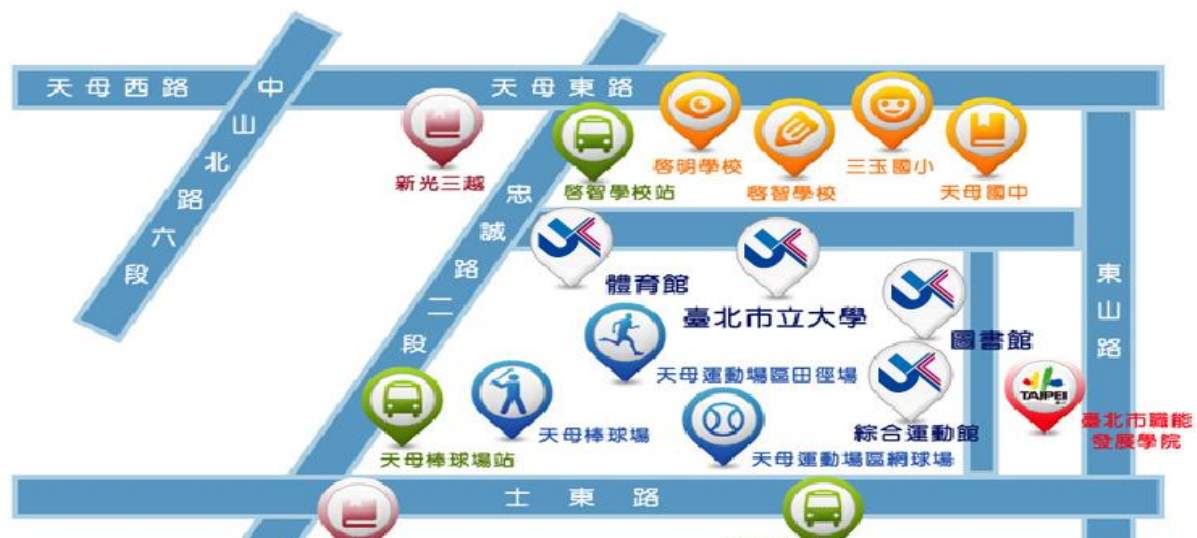 天母西路
中山北路六段
天母東路
新光三越
啓智學校站
啓明學校
啓智學校
三玉國小
天母國中
忠誠路二段
體育館
臺北市立大學
圖書館
東山路
天母運動場區田徑場
TAIPEI
臺北市職能
發展學院
天母棒球場
綜合運動館
天母棒球場站
天母運動場區網球場
士東路